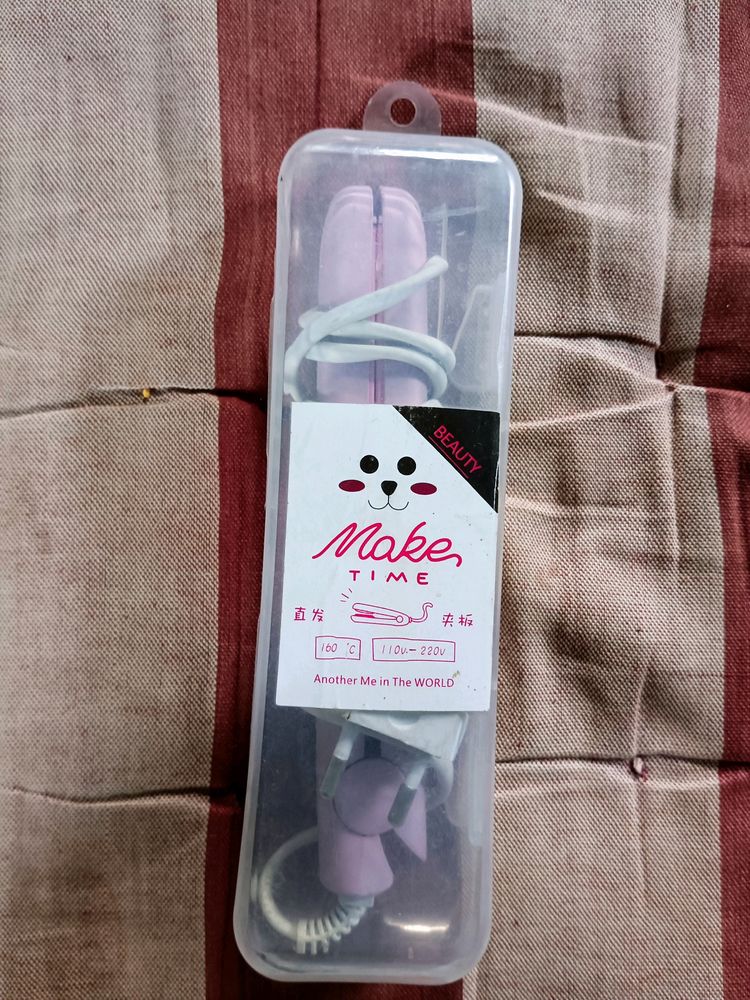 BEAUTY
Make
TIME
直发 夹板
160 °C 110V-220V
Another Me in The WORLD